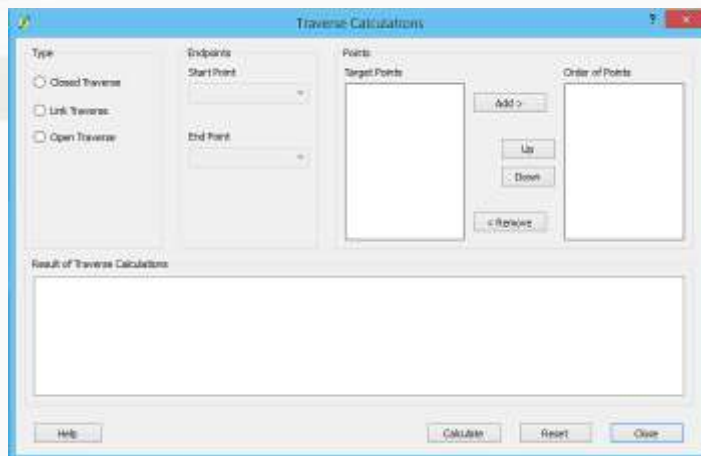 Traverse Calculations
?
Type
Closed Traverse
Link Traverse
Open Traverse
Endpoints
Start Point
End Point
Points
Target Points
Order of Points
Add >
Up
Down
< Remove
Result of Traverse Calculations
Help
Calculate
Reset
Close